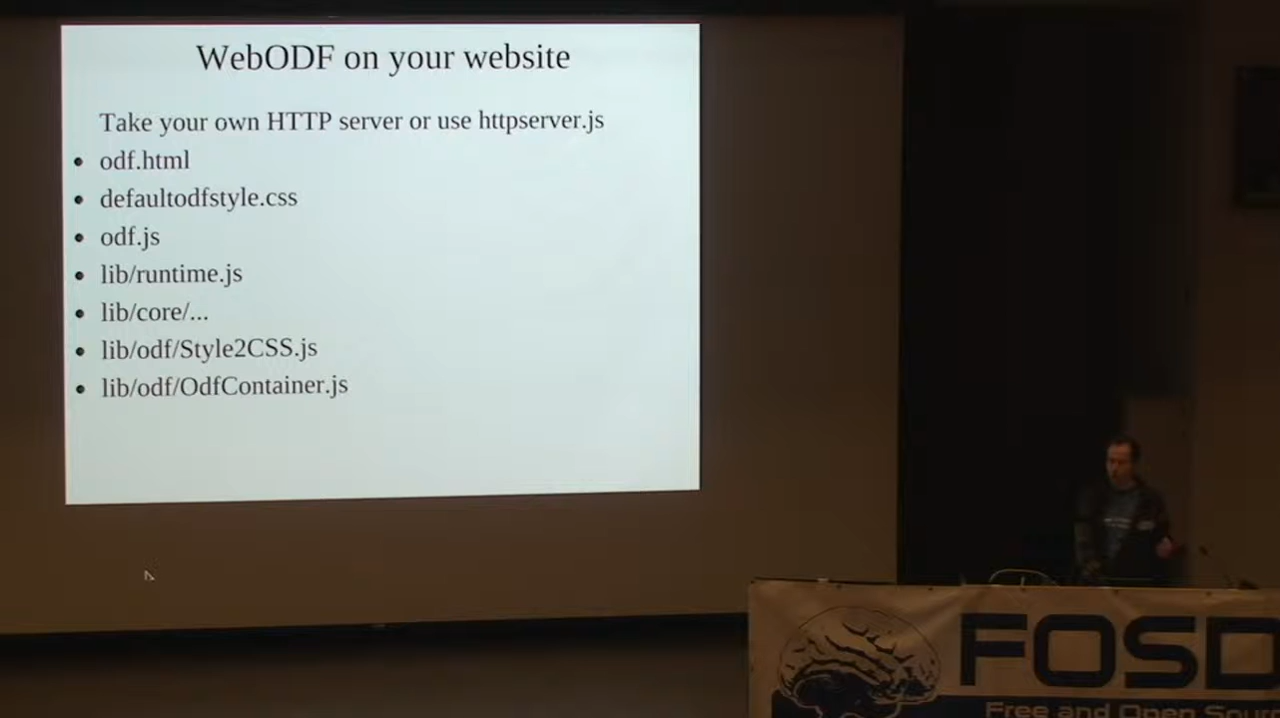 WebODF on your website
Take your own HTTP server or use httpserver.js
odf.html
defaultodfstyle.css
odf.js
lib/runtime.js
lib/core/...
lib/odf/Style2CSS.js
lib/odf/OdfContainer.js
FOSD
Free and Open Sour